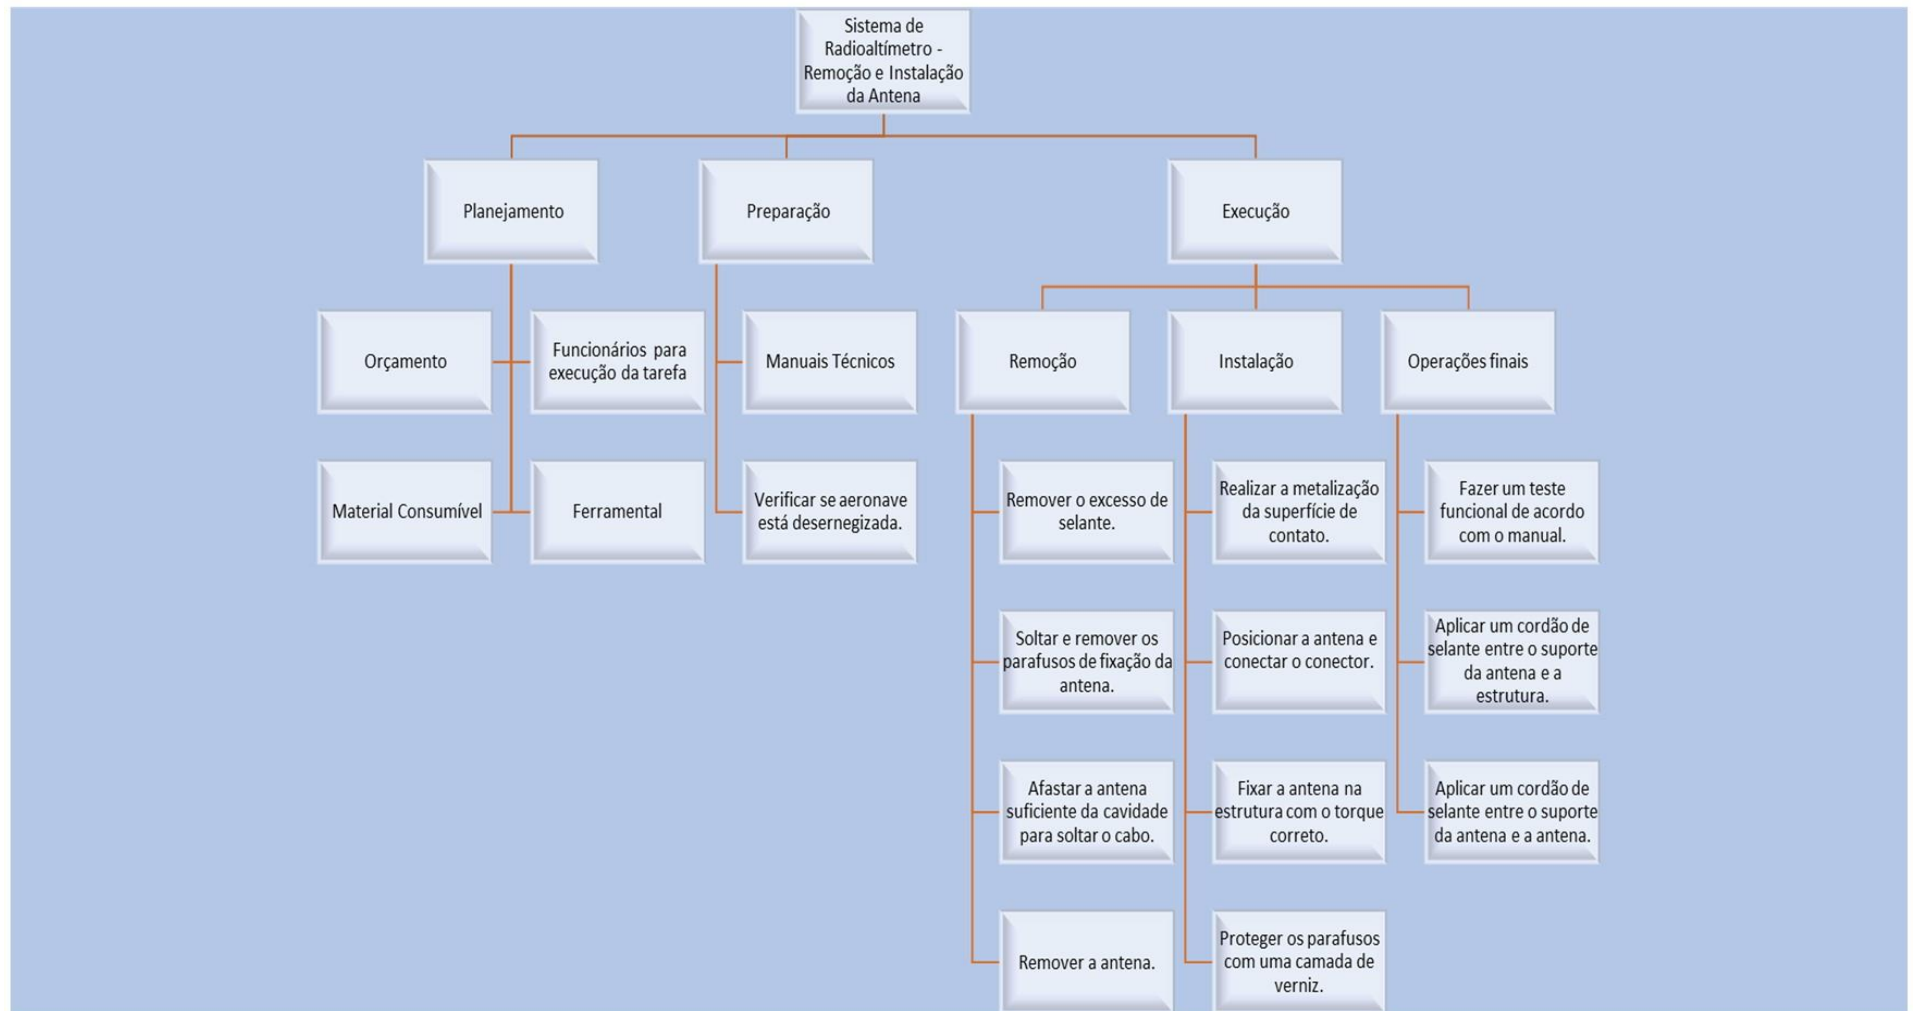 Sistema de
Radioaltímetro -
Remoção e Instalação
da Antena
Planejamento
Preparação
Execução
Orçamento
Funcionários para
execução da tarefa
Manuais Técnicos
Remoção
Instalação
Operações finais
Material Consumível
Ferramental
Verificar se aeronave
está desernegizada.
Remover o excesso de
selante.
Realizar a metalização
da superfície de
contato.
Fazer um teste
funcional de acordo
com o manual.
Soltar e remover os
parafusos de fixação da
antena.
Posicionar a antena e
conectar o conector.
Aplicar um cordão de
selante entre o suporte
da antena e a
estrutura.
Afastar a antena
suficiente da cavidade
para soltar o cabo.
Fixar a antena na
estrutura com o torque
correto.
Aplicar um cordão de
selante entre o suporte
da antena e a antena.
Remover a antena.
Proteger os parafusos
com uma camada de
verniz.